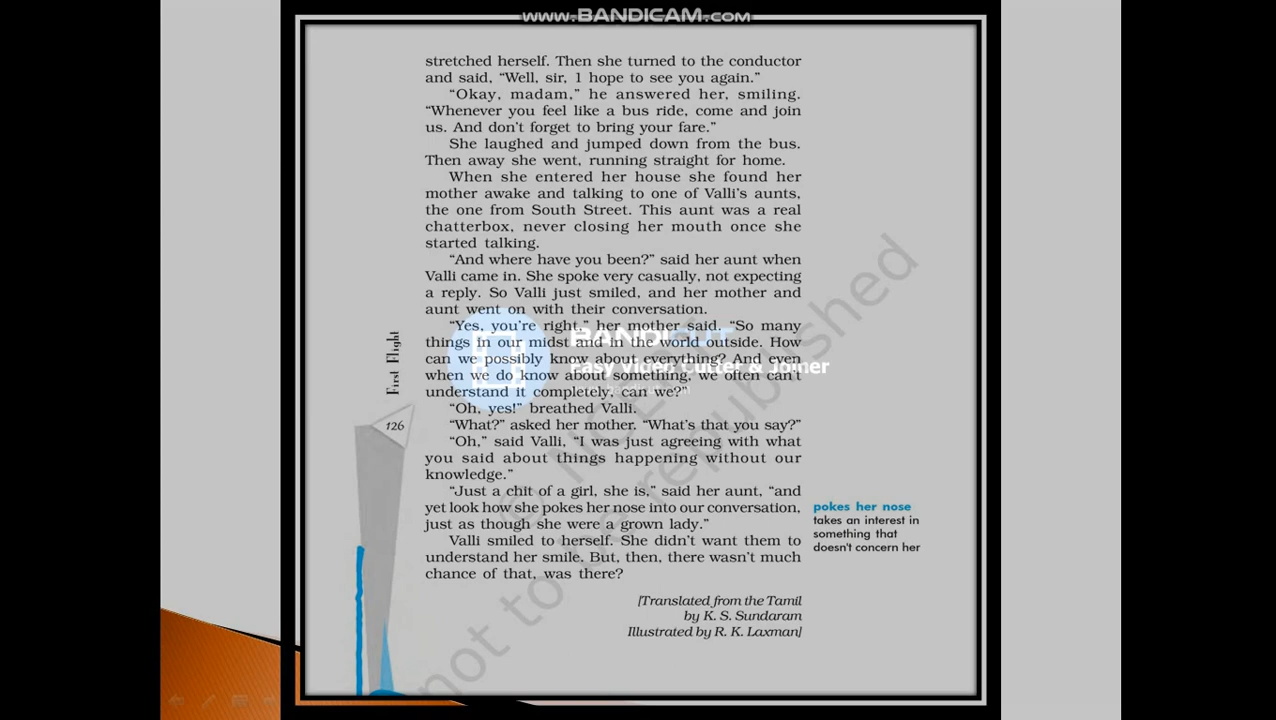 www.BANDICAM.com
stretched herself. Then she turned to the conductor
and said, “Well, sir, 1 hope to see you again.”
“Okay, madam,” he answered her, smiling.
“Whenever you feel like a bus ride, come and join
us. And don't forget to bring your fare.”
She laughed and jumped down from the bus.
Then away she went, running straight for home.
When she entered her house she found her
mother awake and talking to one of Valli's aunts,
the one from South Street. This aunt was a real
chatterbox, never closing her mouth once she
started talking.
“And where have you been?” said her aunt when
Valli came in. She spoke very casually, not expecting
a reply. So Valli just smiled, and her mother and
aunt went on with their conversation.
“Yes, you're right,” her mother said. “So many
things in our midst and in the world outside. How
can we possibly know about everything? And even
when we do know about something, we often can't
understand it completely, can we?”
“Oh, yes!” breathed Valli.
“What?” asked her mother. “What's that you say?”
“Oh,” said Valli, “I was just agreeing with what
you said about things happening without our
knowledge.”
“Just a chit of a girl, she is,” said her aunt, “and
yet look how she pokes her nose into our conversation,
just as though she were a grown lady.”
Valli smiled to herself. She didn't want them to
understand her smile. But, then, there wasn't much
chance of that, was there?
[Translated from the Tamil
by K. S. Sundaram
Illustrated by R. K. Laxman]
pokes her nose
takes an interest in
something that
doesn't concern her
First Flight
126
BANDICUT
Easy Video Cutter & Joiner
© NCERT
not to be republished